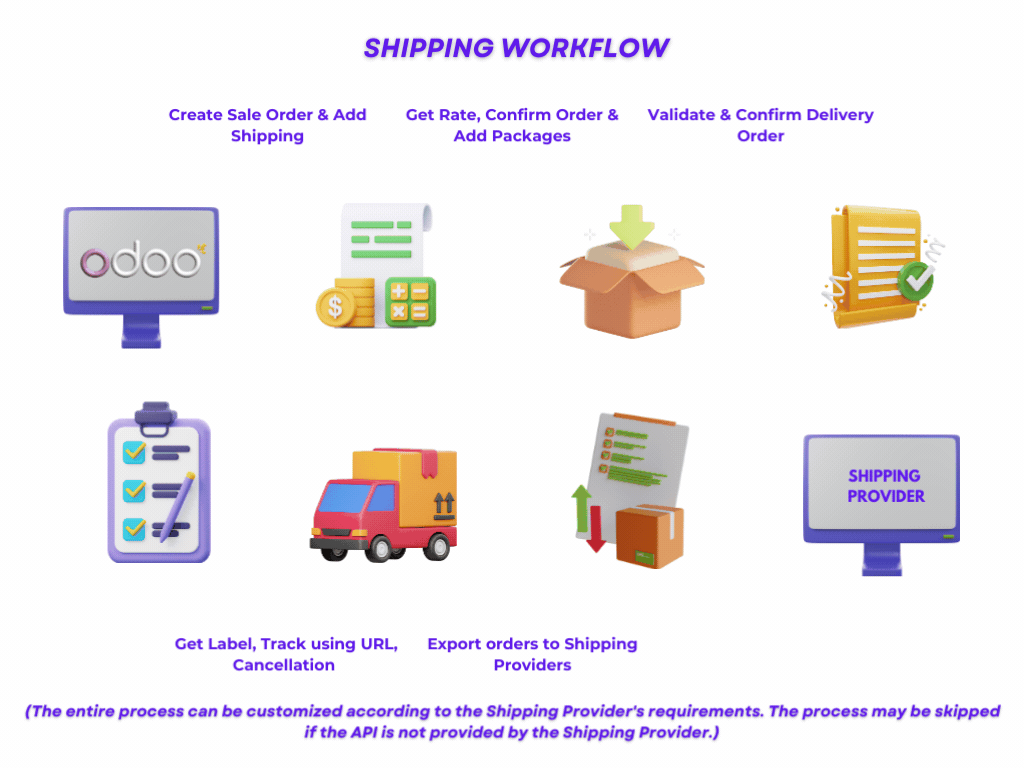 SHIPPING WORKFLOW
Create Sale Order & Add
Shipping
Get Rate, Confirm Order &
Add Packages
Validate & Confirm Delivery
Order
odoo
$
SHIPPING
PROVIDER
Get Label, Track using URL,
Cancellation
Export orders to Shipping
Providers
(The entire process can be customized according to the Shipping Provider's requirements. The process may be skipped
if the API is not provided by the Shipping Provider.)